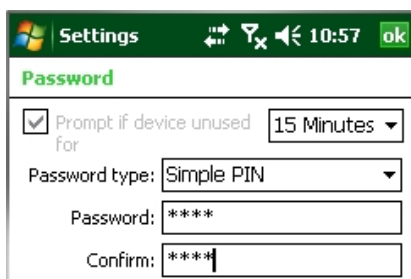 Settings 10:57 ok
Password
Prompt if device unused 15 Minutes
for
Password type: Simple PIN
Password: ****
Confirm: ****